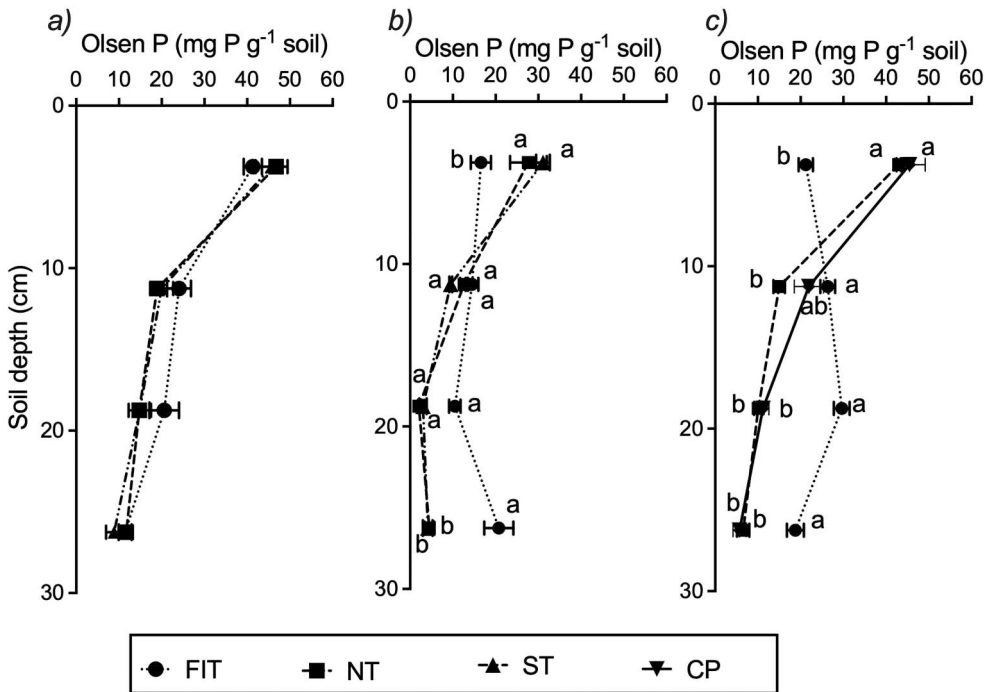 a)
Olsen P (mg P g⁻¹ soil)
0 10 20 30 40 50 60
0
10
20
30
Soil depth (cm)
b)
Olsen P (mg P g⁻¹ soil)
0 10 20 30 40 50 60
0
10
20
30
b a a
a a
a
a
a a
a
b
b
c)
Olsen P (mg P g⁻¹ soil)
0 10 20 30 40 50 60
0
10
20
30
b a a
b a
ab
b b a
b
b a
FIT NT ST CP